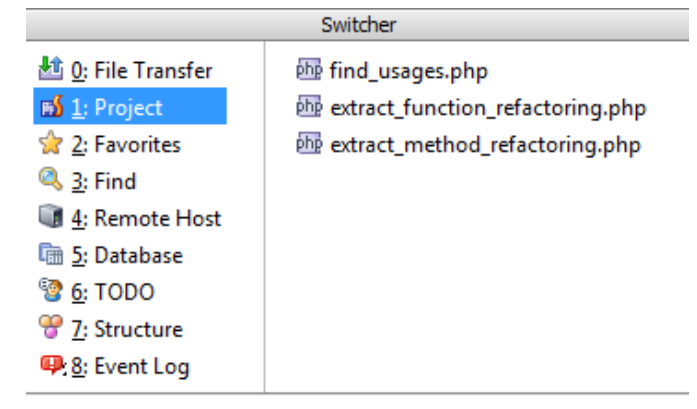 Switcher
0: File Transfer
1: Project
2: Favorites
3: Find
4: Remote Host
5: Database
6: TODO
7: Structure
8: Event Log
php find_usages.php
php extract_function_refactoring.php
php extract_method_refactoring.php